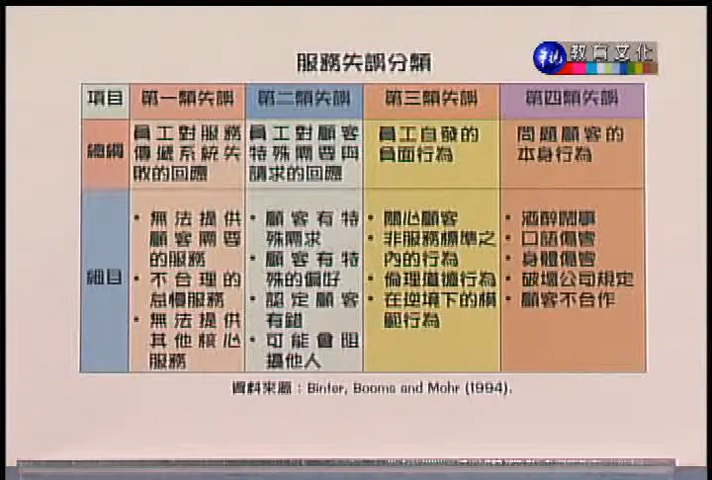 服務失誤分類
華視 教育文化
項目 第一類失誤 第二類失誤 第三類失誤 第四類失誤
總綱
員工對服務
傳遞系統失
敗的回應
員工對顧客
特殊需要與
請求的回應
員工自發的
負面行為
問題顧客的
本身行為
細目
• 無法提供
顧客需要
的服務
• 不合理的
怠慢服務
• 無法提供
其他核心
服務
• 顧客有特
殊需求
• 顧客有特
殊的偏好
• 認定顧客
有錯
• 可能會阻
擾他人
• 關心顧客
• 非服務標準之
內的行為
• 倫理道德行為
• 在逆境下的模
範行為
• 酒醉鬧事
• 口語傷害
• 身體傷害
• 破壞公司規定
• 顧客不合作
資料來源：Binter, Booms and Mohr (1994).